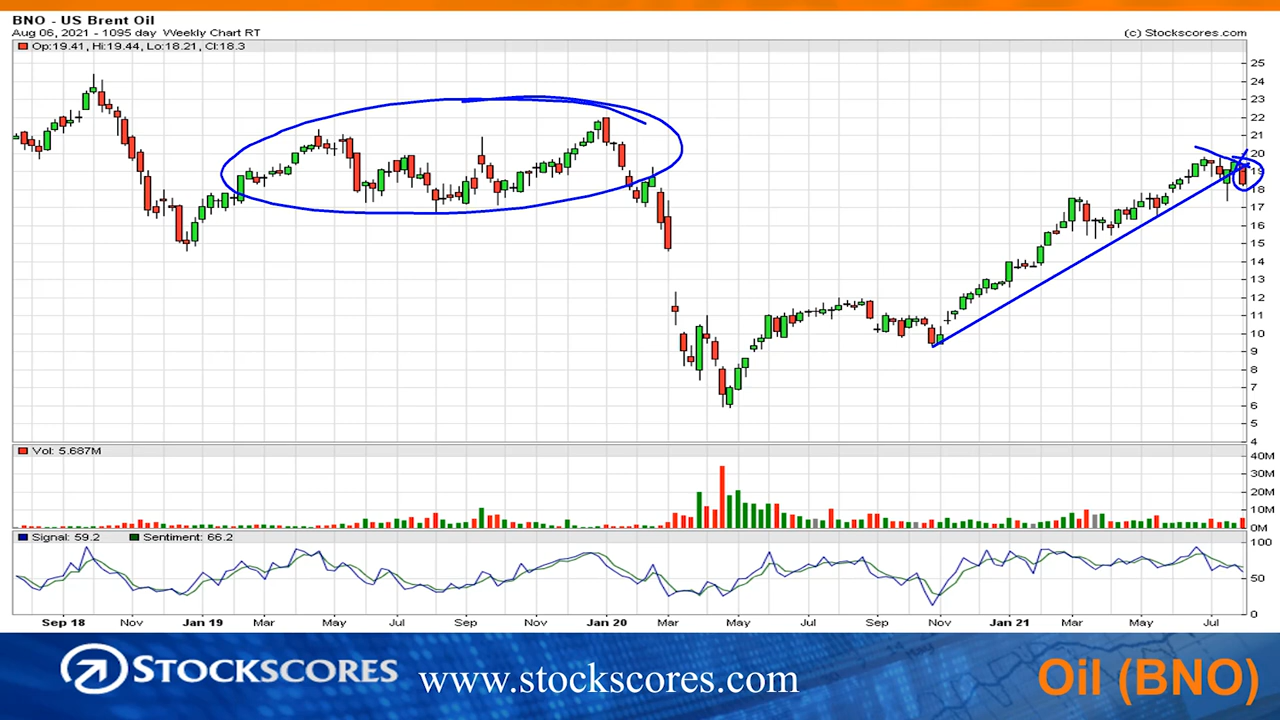 BNO - US Brent Oil
Aug 06, 2021 - 1095 day Weekly Chart RT (c) Stockscores.com
Op:19.41, Hi:19.44, Lo:18.21, Cl:18.3
25
24
23
22
21
20
19
18
17
16
15
14
13
12
11
10
9
8
7
6
5
4
Vol: 5.687M
40M
30M
20M
10M
0M
Signal: 59.2 Sentiment: 66.2
100
50
0
Sep 18 Nov Jan 19 Mar May Jul Sep Nov Jan 20 Mar May Jul Sep Nov Jan 21 Mar May Jul
STOCKSCORES www.stockscores.com Oil (BNO)